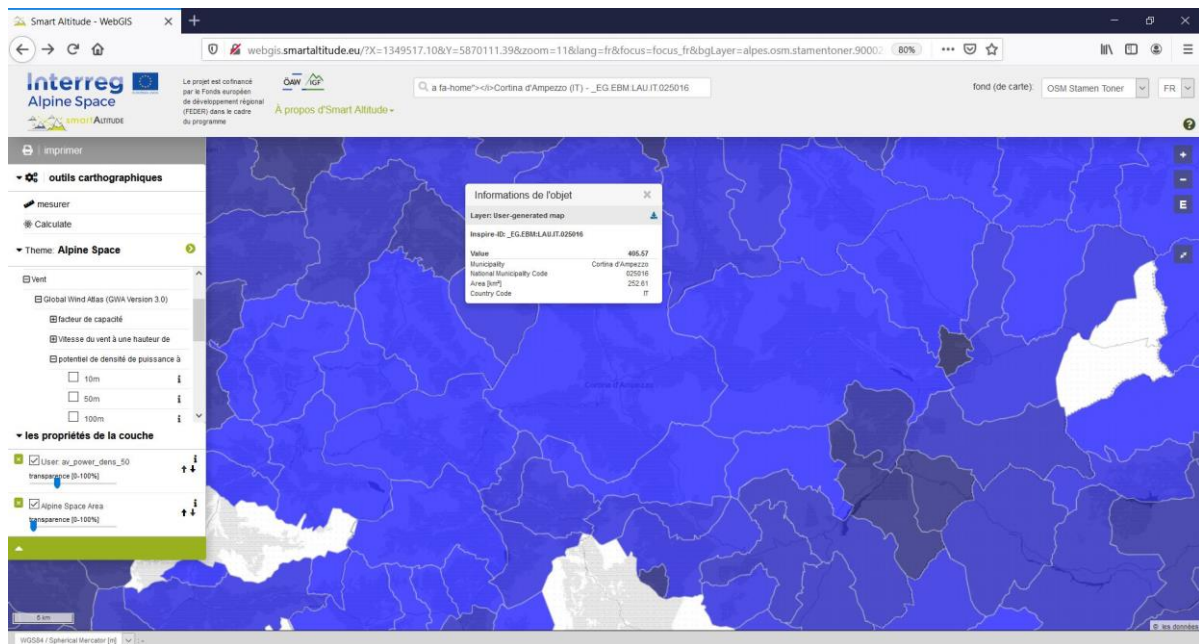 Smart Altitude - WebGIS
webgis.smartaltitude.eu/?X=1349517.10&Y=5870111.39&zoom=11&lang=fr&focus=focus_fr&bgLayer=alpes.osm.stamentoner.90002
80%
Interreg
Alpine Space
smartAltitude
Le projet est cofinancé
par le Fonds européen
de développement régional
(FEDER) dans le cadre
du programme
ÖAW IGF
À propos d'Smart Altitude
a fa-home"></i>Cortina d'Ampezzo (IT) - _EG.EBM:LAU.IT.025016
fond (de carte): OSM Stamen Toner FR
imprimer
outils carthographiques
mesurer
Calculate
Theme: Alpine Space
Vent
Global Wind Atlas (GWA Version 3.0)
facteur de capacité
Vitesse du vent à une hauteur de
potentiel de densité de puissance à
10m
50m
100m
les propriétés de la couche
User: av_power_dens_50
transparence [0-100%]
Alpine Space Area
transparence [0-100%]
Informations de l'objet
Layer: User-generated map
Inspire-ID: _EG.EBM:LAU.IT.025016
Value 405.57
Municipality Cortina d'Ampezzo
National Municipality Code 025016
Area [km²] 252.61
Country Code IT
E
Cortina d'Ampezzo
5 km
WGS84 / Spherical Mercator [m]
© les données